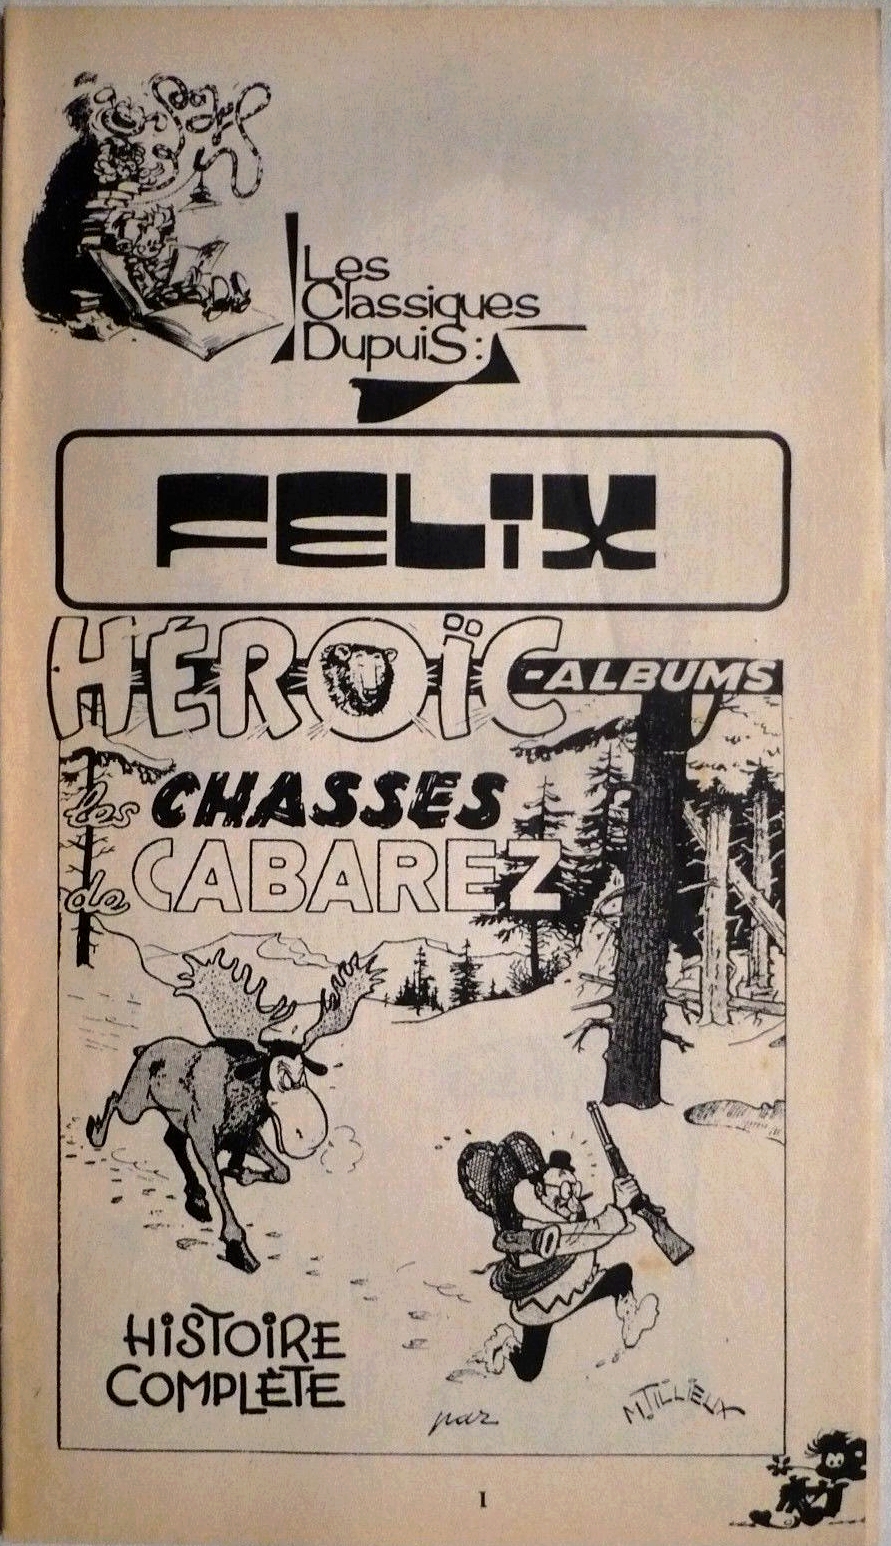 Les
Classiques
Dupuis :
FELIX
HÉROÏC
-ALBUMS
les CHASSES
de CABAREZ
HISTOIRE
COMPLÈTE
par M. TILLIEUX
1